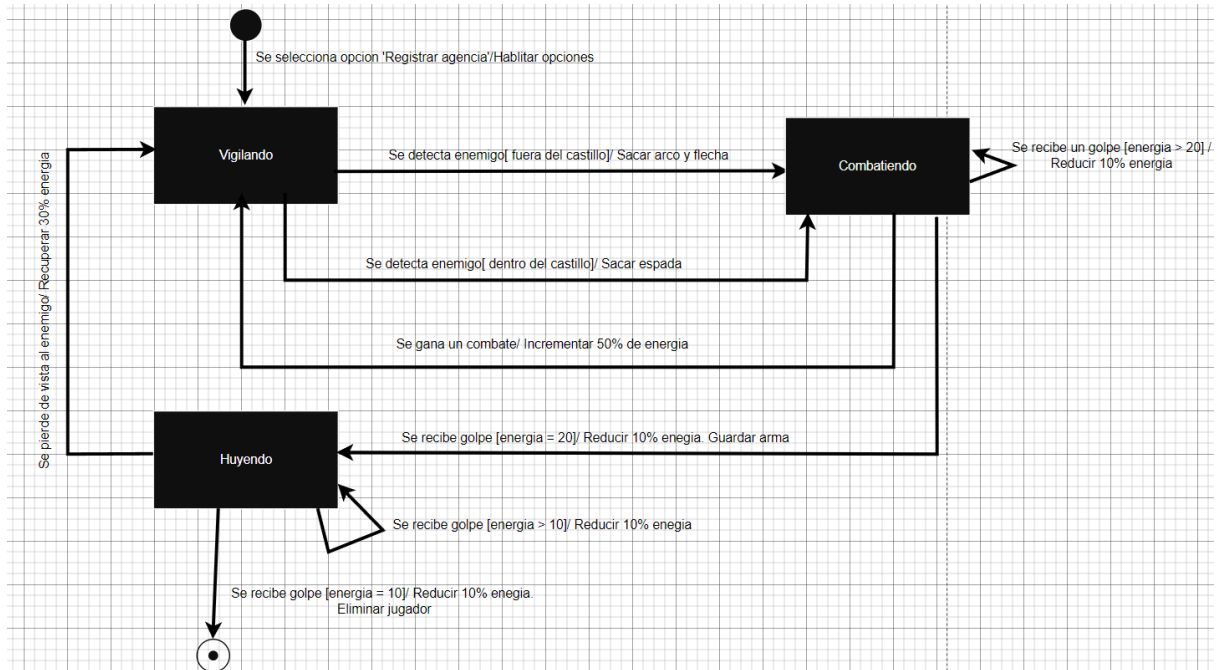 Se selecciona opcion 'Registrar agencia'/Hablitar opciones
Vigilando
Se detecta enemigo[ fuera del castillo]/ Sacar arco y flecha
Combatiendo
Se recibe un golpe [energia > 20] /
Reducir 10% energia
Se detecta enemigo[ dentro del castillo]/ Sacar espada
Se gana un combate/ Incrementar 50% de energia
Se pierde de vista al enemigo/ Recuperar 30% energia
Se recibe golpe [energia = 20]/ Reducir 10% enegia. Guardar arma
Huyendo
Se recibe golpe [energia > 10]/ Reducir 10% enegia
Se recibe golpe [energia = 10]/ Reducir 10% enegia.
Eliminar jugador